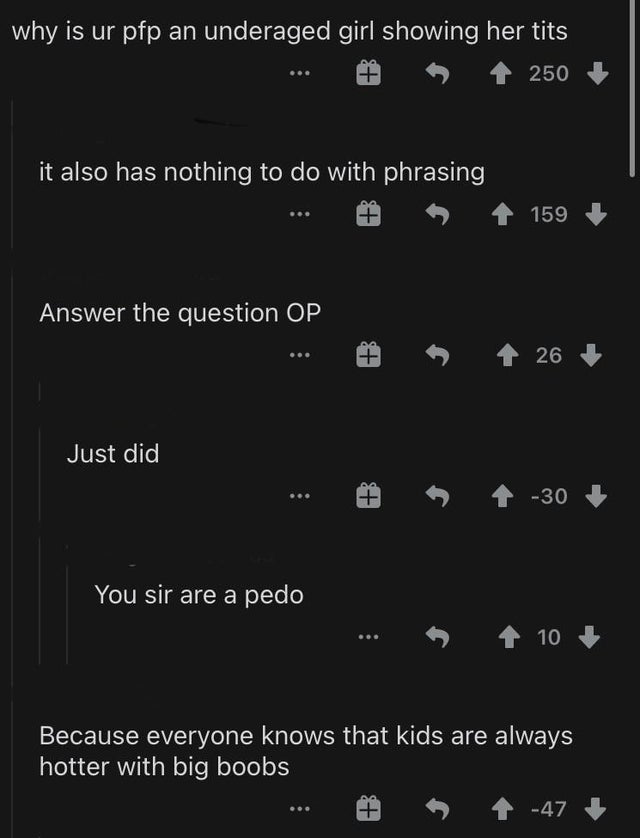 why is ur pfp an underaged girl showing her tits
250
it also has nothing to do with phrasing
159
Answer the question OP
26
Just did
-30
You sir are a pedo
10
Because everyone knows that kids are always
hotter with big boobs
-47